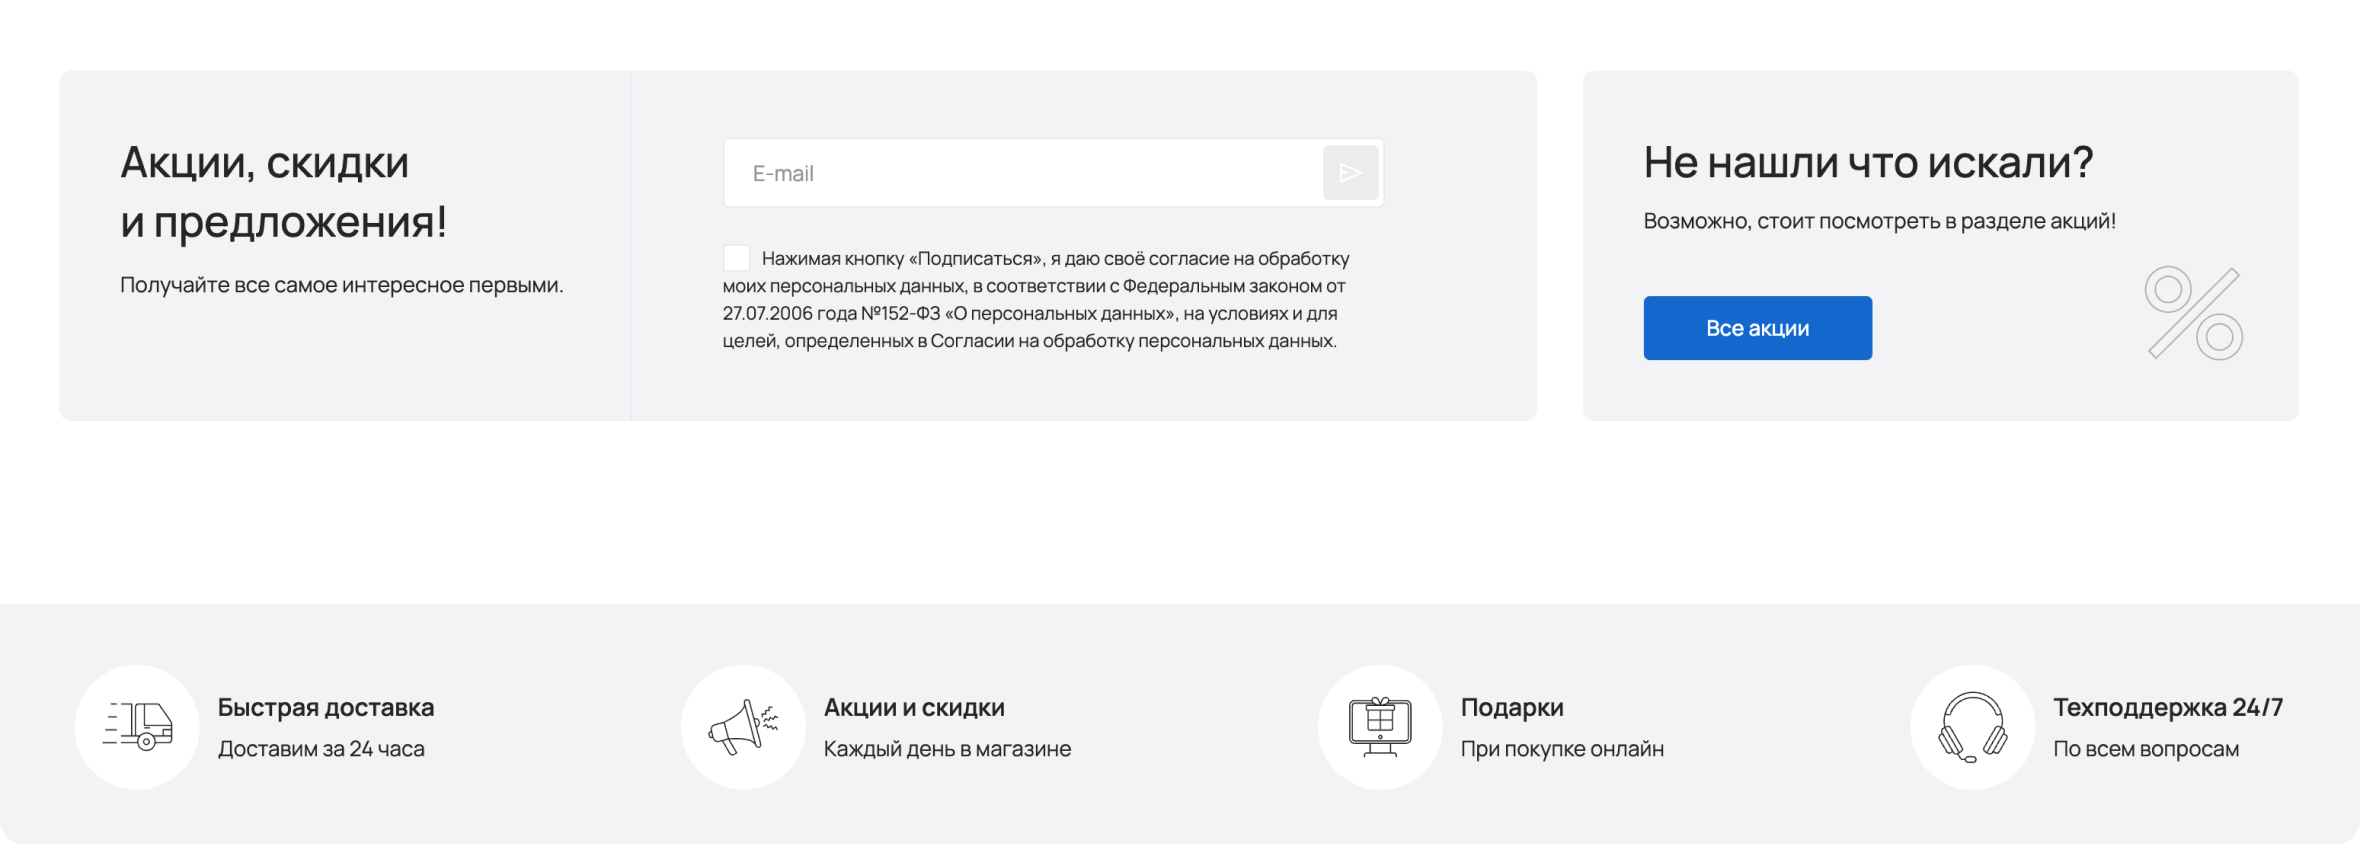 Акции, скидки
и предложения!
Получайте все самое интересное первыми.
E-mail
Нажимая кнопку «Подписаться», я даю своё согласие на обработку
моих персональных данных, в соответствии с Федеральным законом от
27.07.2006 года №152-ФЗ «О персональных данных», на условиях и для
целей, определенных в Согласии на обработку персональных данных.
Не нашли что искали?
Возможно, стоит посмотреть в разделе акций!
Все акции
Быстрая доставка
Доставим за 24 часа
Акции и скидки
Каждый день в магазине
Подарки
При покупке онлайн
Техподдержка 24/7
По всем вопросам